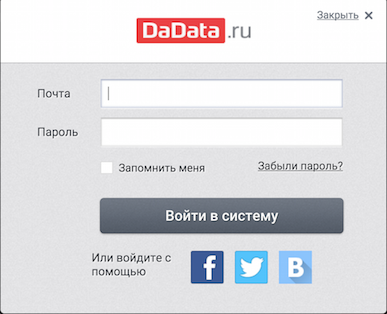 Закрыть ×
DaData.ru
Почта
Пароль
Запомнить меня
Забыли пароль?
Войти в систему
Или войдите с
помощью
f
B